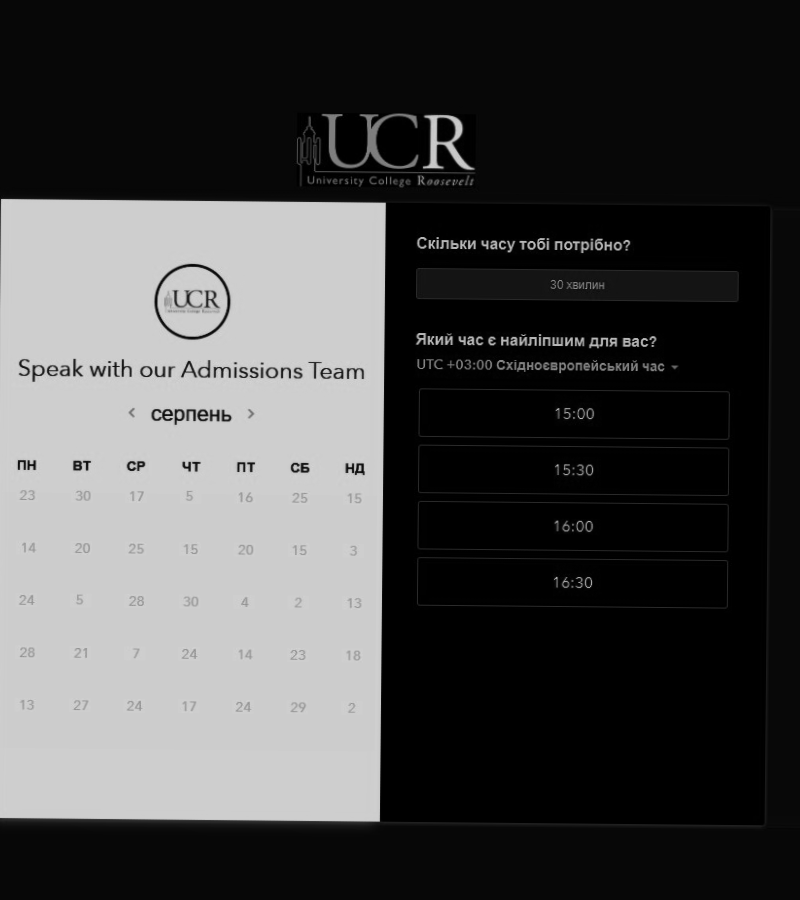 UCR
University College Roosevelt
UCR
University College Roosevelt
Speak with our Admissions Team
серпень
ПН ВТ СР ЧТ ПТ СБ НД
23 30 17 5 16 25 15
14 20 25 15 20 15 3
24 5 28 30 4 2 13
28 21 7 24 14 23 18
13 27 24 17 24 29 2
Скільки часу тобі потрібно?
30 хвилин
Який час є найліпшим для вас?
UTC +03:00 Східноєвропейський час
15:00
15:30
16:00
16:30